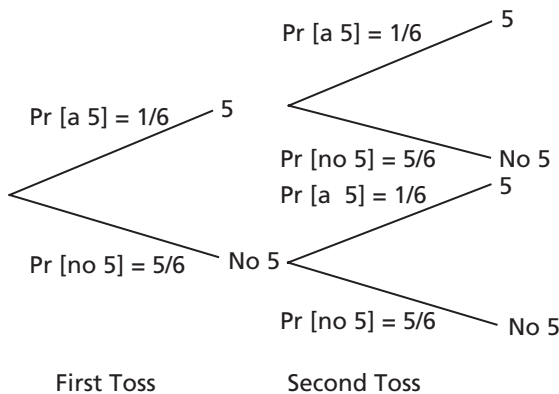 5
Pr [a 5] = 1/6
Pr [a 5] = 1/6
5
Pr [no 5] = 5/6
No 5
Pr [a 5] = 1/6
5
Pr [no 5] = 5/6
No 5
Pr [no 5] = 5/6
No 5
First Toss
Second Toss